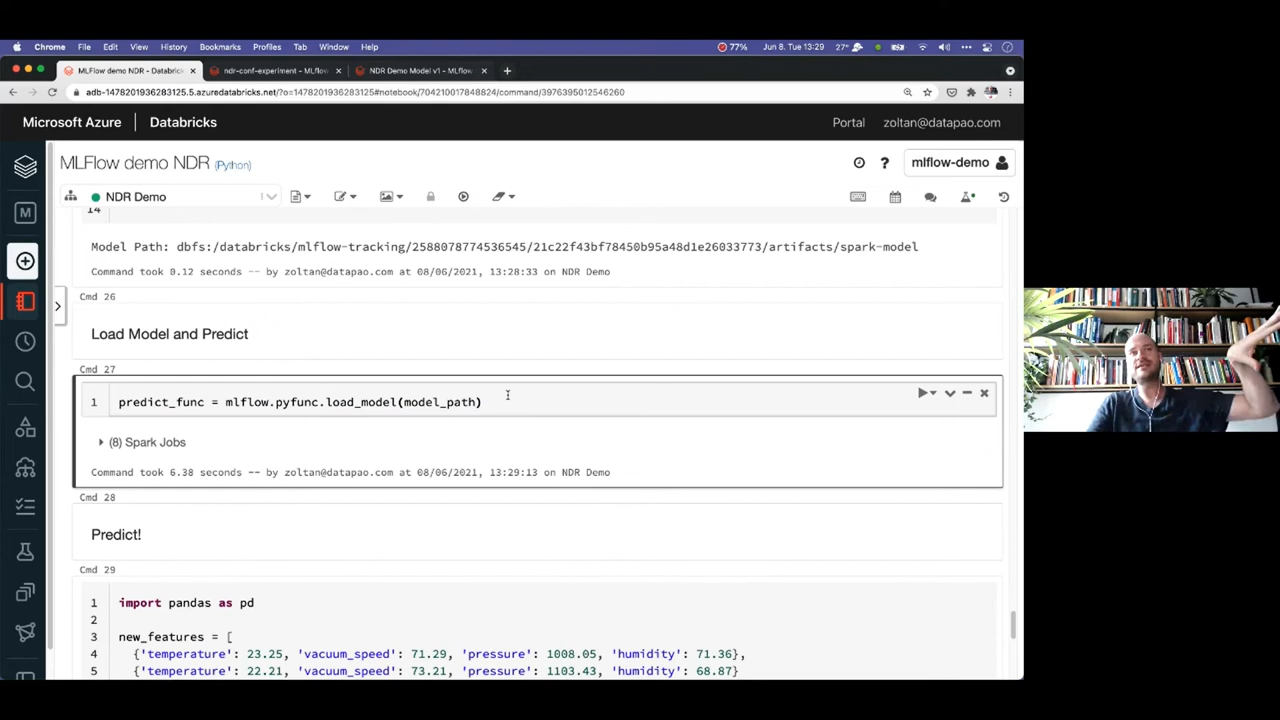 Chrome File Edit View History Bookmarks Profiles Tab Window Help 77% Jun 8. Tue 13:29 27°
MLFlow demo NDR - Databrick ndr-conf-experiment - MLflow NDR Demo Model v1 - MLflow
adb-1478201936283125.5.azuredatabricks.net/?o=1478201936283125#notebook/704210017848824/command/3976395012546260
Microsoft Azure Databricks Portal zoltan@datapao.com
MLFlow demo NDR (Python) mlflow-demo
NDR Demo
14
Model Path: dbfs:/databricks/mlflow-tracking/2588078774536545/21c22f43bf78450b95a48d1e26033773/artifacts/spark-model
Command took 0.12 seconds -- by zoltan@datapao.com at 08/06/2021, 13:28:33 on NDR Demo
Cmd 26
Load Model and Predict
Cmd 27
1 predict_func = mlflow.pyfunc.load_model(model_path)
(8) Spark Jobs
Command took 6.38 seconds -- by zoltan@datapao.com at 08/06/2021, 13:29:13 on NDR Demo
Cmd 28
Predict!
Cmd 29
1 import pandas as pd
2
3 new_features = [
4 {'temperature': 23.25, 'vacuum_speed': 71.29, 'pressure': 1008.05, 'humidity': 71.36},
5 {'temperature': 22.21, 'vacuum_speed': 73.21, 'pressure': 1103.43, 'humidity': 68.87}